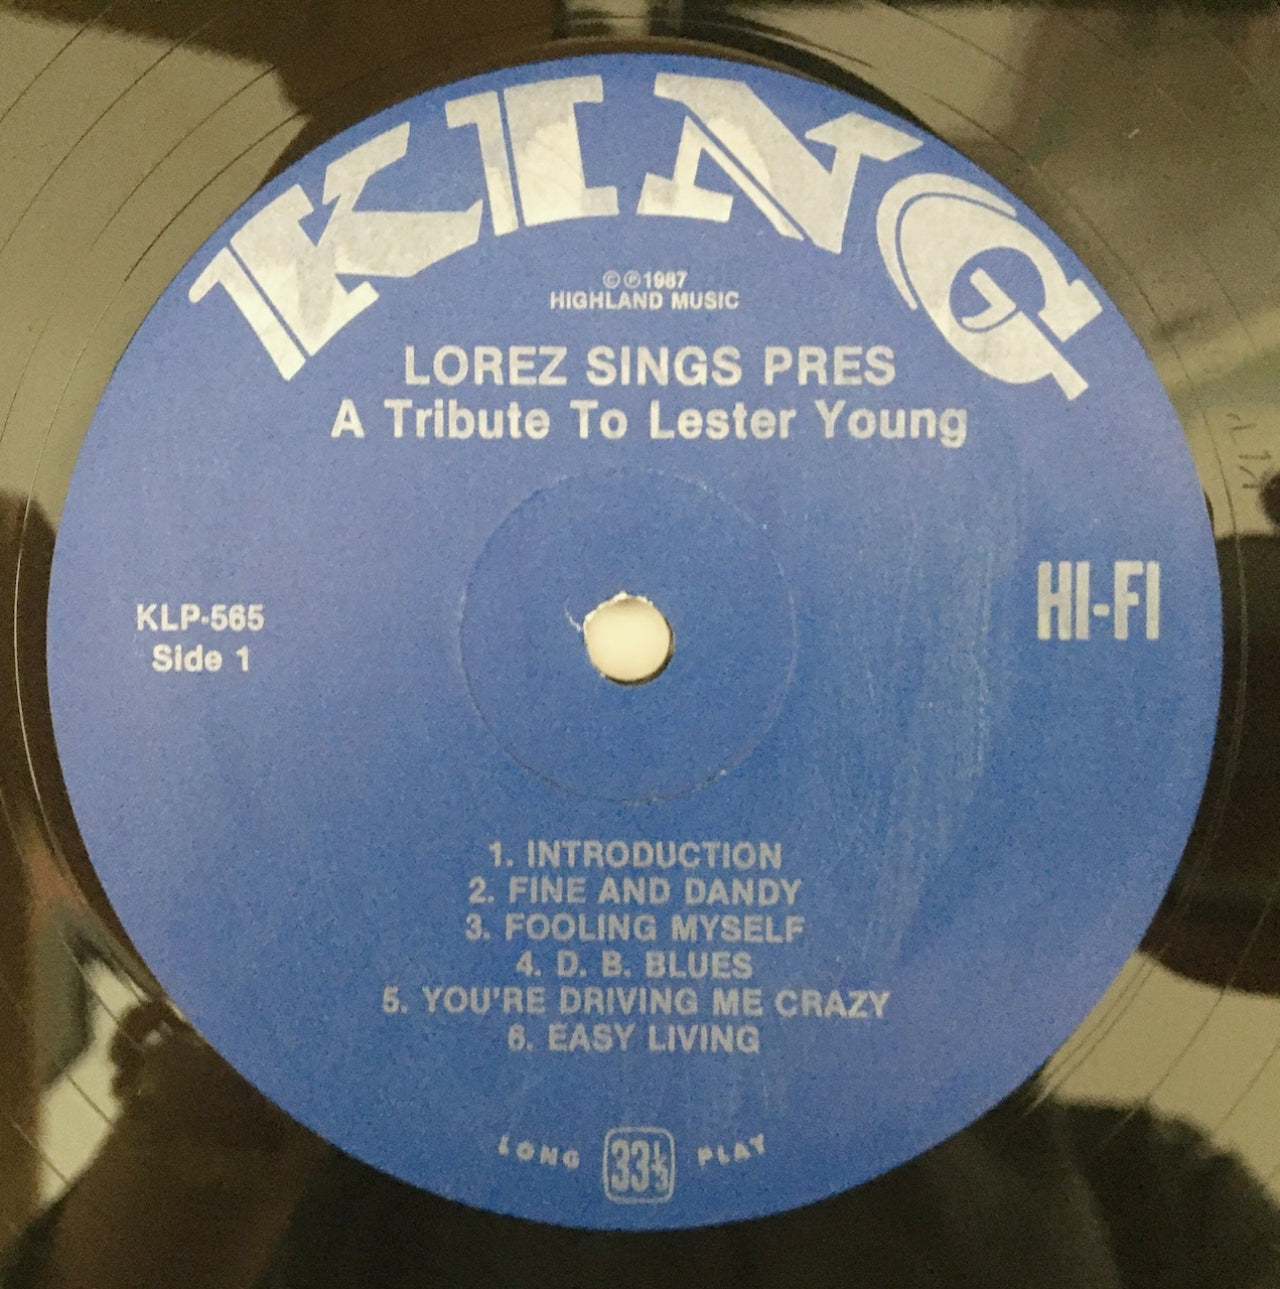 KING
©℗1987
HIGHLAND MUSIC
LOREZ SINGS PRES
A Tribute To Lester Young
KLP-565
Side 1
HI-FI
1. INTRODUCTION
2. FINE AND DANDY
3. FOOLING MYSELF
4. D. B. BLUES
5. YOU'RE DRIVING ME CRAZY
6. EASY LIVING
LONG 33⅓ PLAY